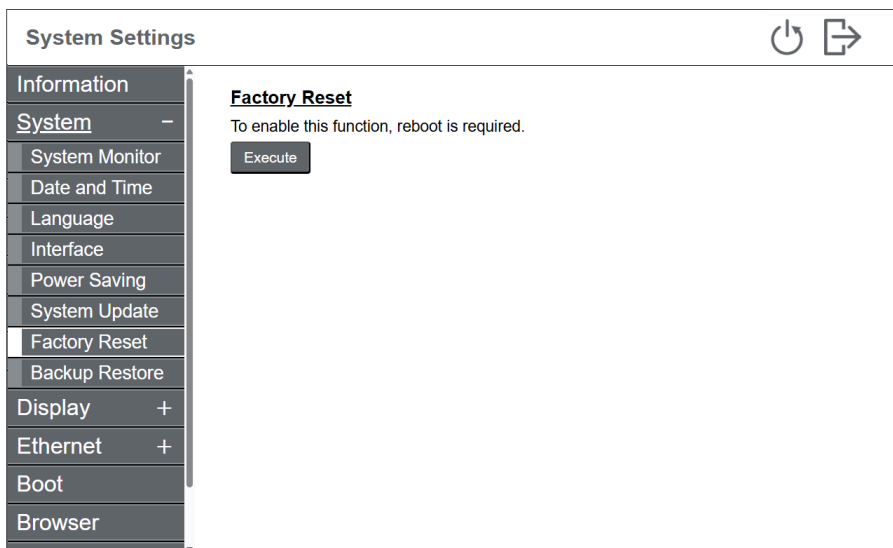 System Settings
Information
System −
System Monitor
Date and Time
Language
Interface
Power Saving
System Update
Factory Reset
Backup Restore
Display +
Ethernet +
Boot
Browser
Factory Reset
To enable this function, reboot is required.
Execute